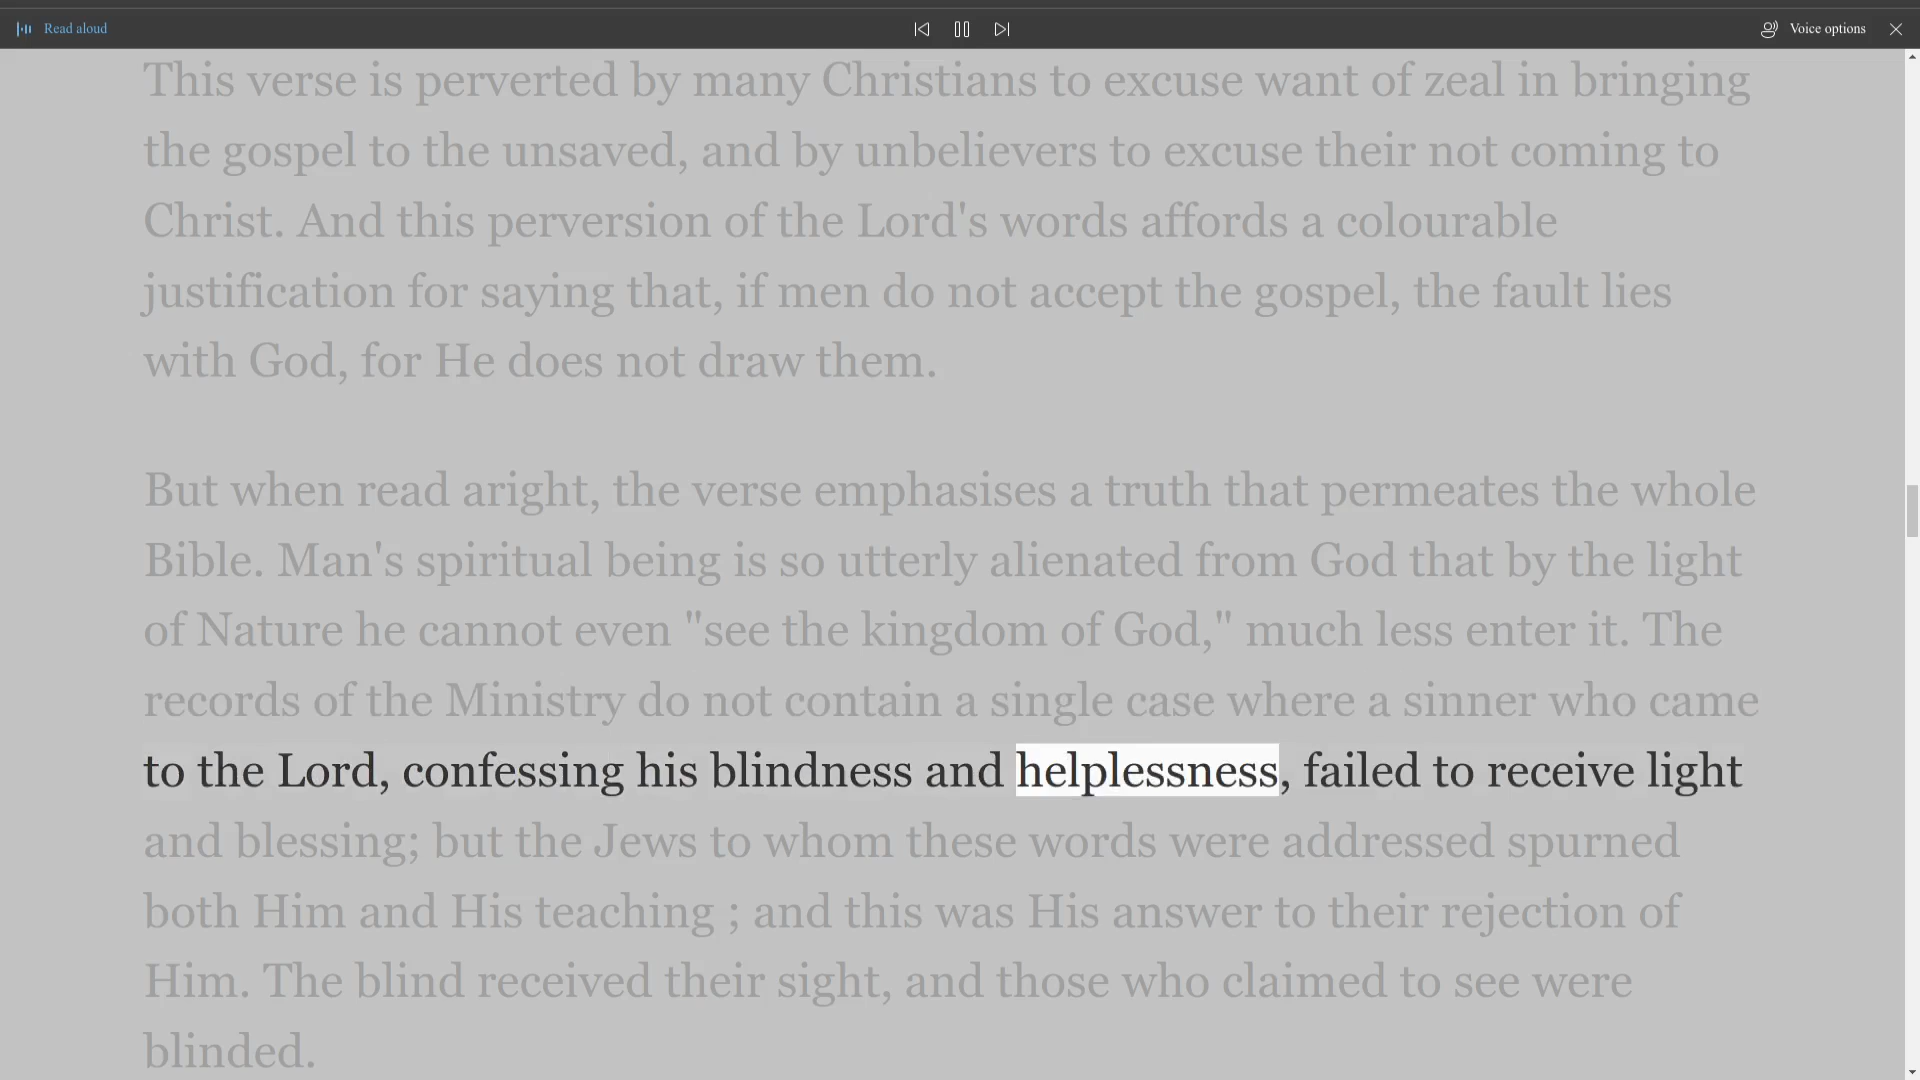 Read aloud
Voice options
This verse is perverted by many Christians to excuse want of zeal in bringing
the gospel to the unsaved, and by unbelievers to excuse their not coming to
Christ. And this perversion of the Lord's words affords a colourable
justification for saying that, if men do not accept the gospel, the fault lies
with God, for He does not draw them.
But when read aright, the verse emphasises a truth that permeates the whole
Bible. Man's spiritual being is so utterly alienated from God that by the light
of Nature he cannot even "see the kingdom of God," much less enter it. The
records of the Ministry do not contain a single case where a sinner who came
to the Lord, confessing his blindness and helplessness, failed to receive light
and blessing; but the Jews to whom these words were addressed spurned
both Him and His teaching ; and this was His answer to their rejection of
Him. The blind received their sight, and those who claimed to see were
blinded.